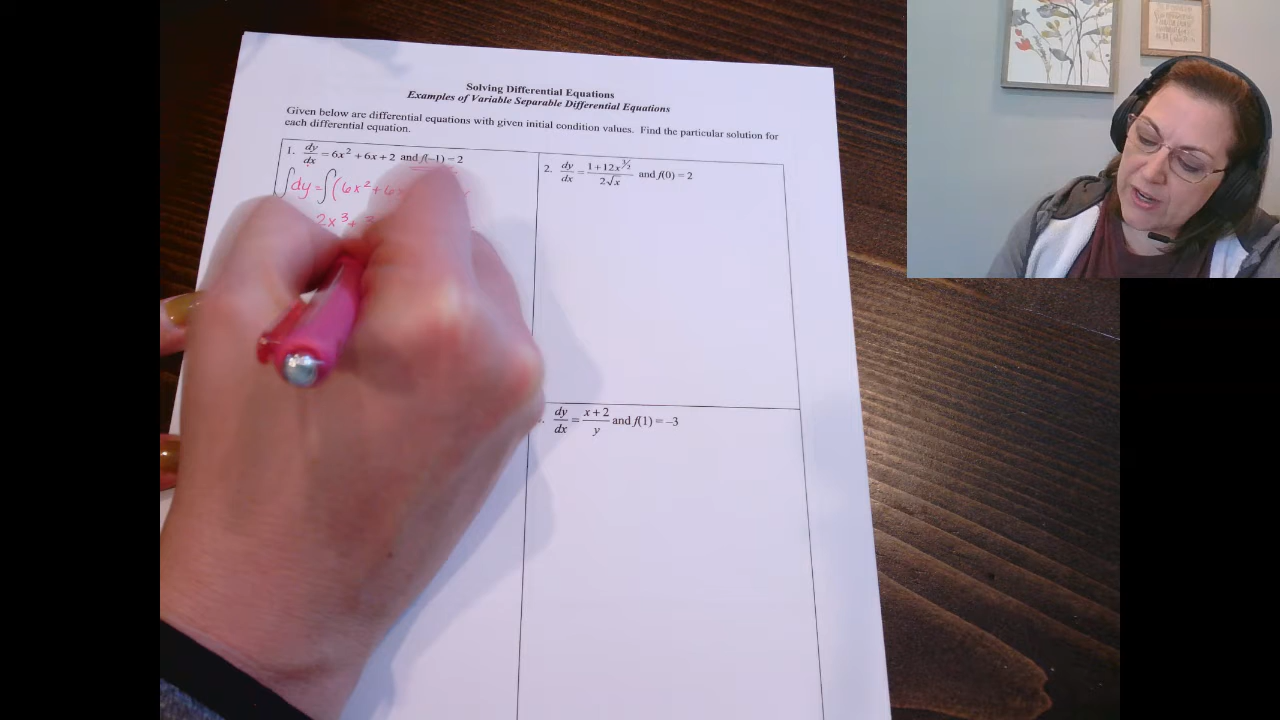 Solving Differential Equations
Examples of Variable Separable Differential Equations
Given below are differential equations with given initial condition values. Find the particular solution for
each differential equation.
1. dy/dx = 6x² + 6x + 2 and f(−1) = 2
∫dy = ∫(6x² + 6
2x³ +
2. dy/dx = (1 + 12x^(3/2))/(2√x) and f(0) = 2
dy/dx = (x + 2)/y and f(1) = −3